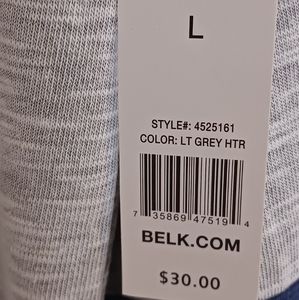 L
STYLE#: 4525161
COLOR: LT GREY HTR
7 35869 47519 4
BELK.COM
$30.00